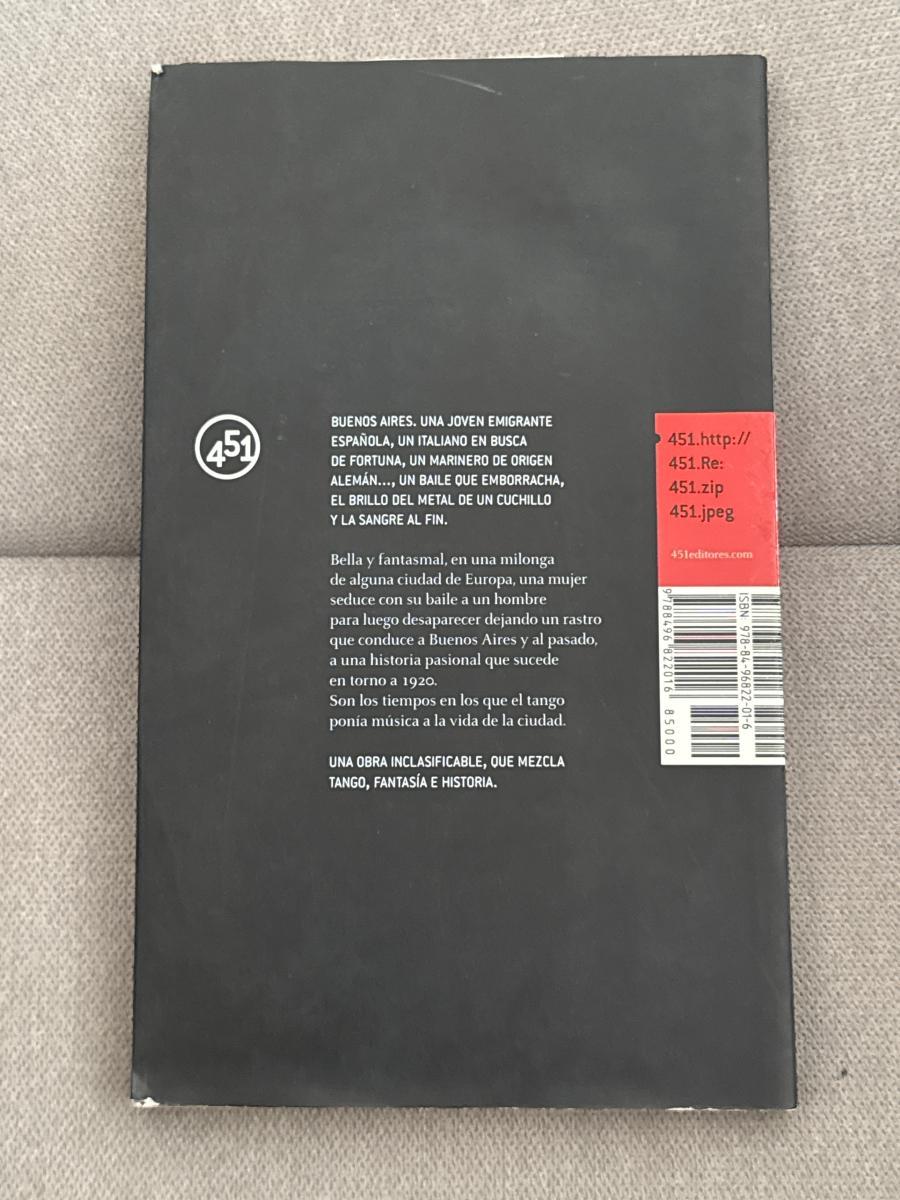 451
BUENOS AIRES. UNA JOVEN EMIGRANTE
ESPAÑOLA, UN ITALIANO EN BUSCA
DE FORTUNA, UN MARINERO DE ORIGEN
ALEMÁN..., UN BAILE QUE EMBORRACHA,
EL BRILLO DEL METAL DE UN CUCHILLO
Y LA SANGRE AL FIN.
Bella y fantasmal, en una milonga
de alguna ciudad de Europa, una mujer
seduce con su baile a un hombre
para luego desaparecer dejando un rastro
que conduce a Buenos Aires y al pasado,
a una historia pasional que sucede
en torno a 1920.
Son los tiempos en los que el tango
ponía música a la vida de la ciudad.
UNA OBRA INCLASIFICABLE, QUE MEZCLA
TANGO, FANTASÍA E HISTORIA.
451.http://
451.Re:
451.zip
451.jpeg
451editores.com
ISBN 978-84-96822-01-6
9788496822016 85000